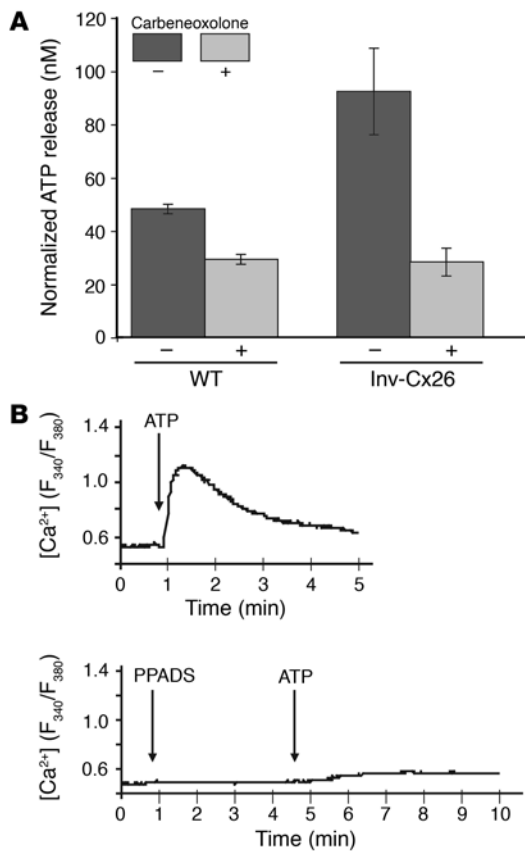 A
Carbeneoxolone
− +
Normalized ATP release (nM)
120
100
80
60
40
20
0
− + − +
WT Inv-Cx26
B
[Ca²⁺] (F₃₄₀/F₃₈₀)
1.4
1.0
0.6
ATP
0 1 2 3 4 5
Time (min)
[Ca²⁺] (F₃₄₀/F₃₈₀)
1.4
1.0
0.6
PPADS ATP
0 1 2 3 4 5 6 7 8 9 10
Time (min)